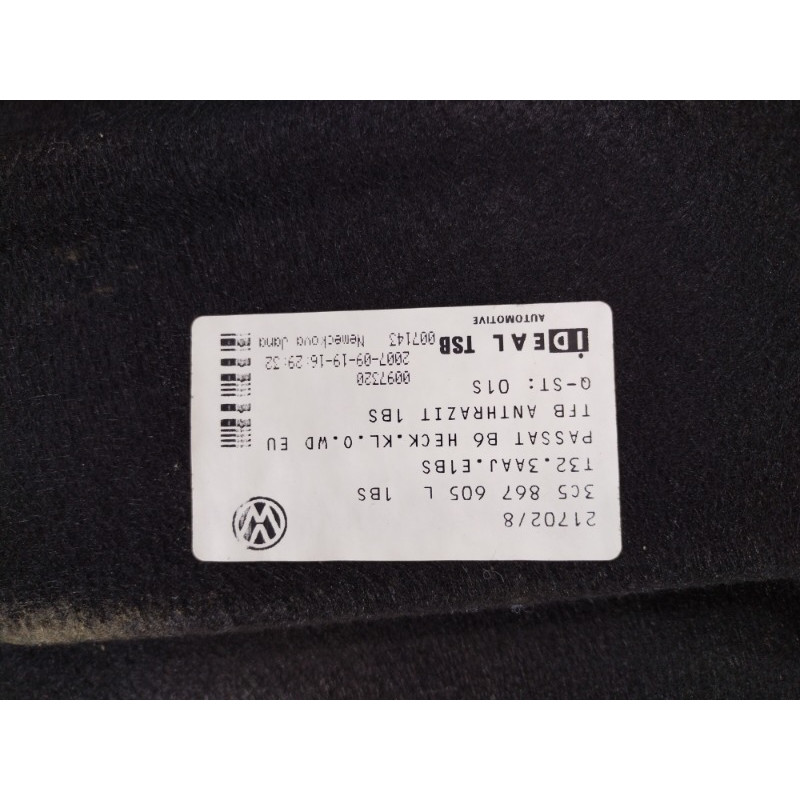 21702/8
3C5 867 605 L 1BS
T32.3AAJ.E1BS
PASSAT B6 HECK.KL.O.WD EU
TFB ANTHRAZIT 1BS
Q-ST: 01S
0097320
2007-09-19-16:29:32
iDEAL TSB 007143 Nemeckova Jana
AUTOMOTIVE